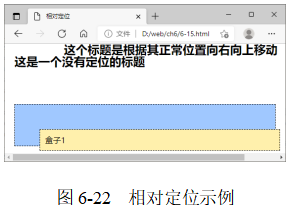 相对定位
文件 D:/web/ch6/6-15.html
这个标题是根据其正常位置向右向上移动
这是一个没有定位的标题
盒子1
图 6-22 相对定位示例